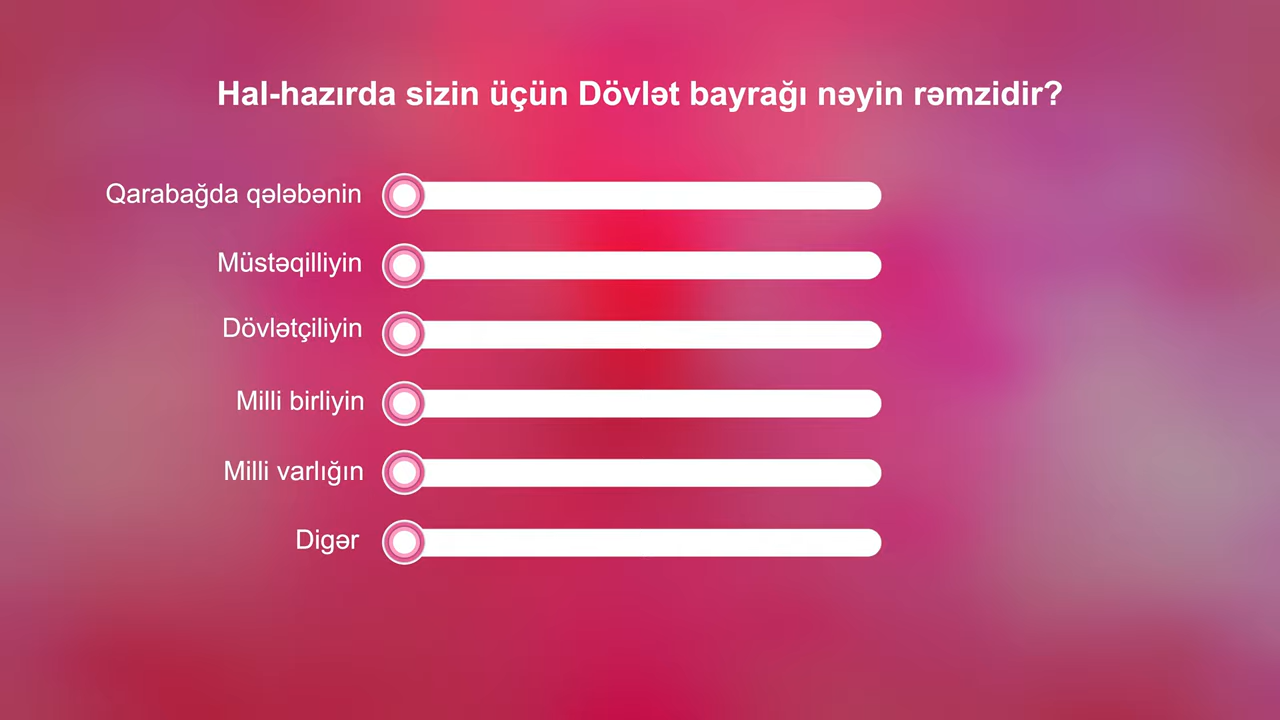 Hal-hazırda sizin üçün Dövlət bayrağı nəyin rəmzidir?
Qarabağda qələbənin
Müstəqilliyin
Dövlətçiliyin
Milli birliyin
Milli varlığın
Digər